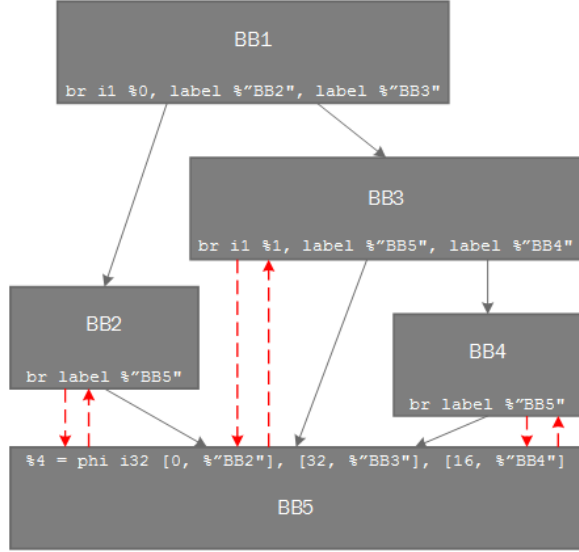 BB1
br i1 %0, label %"BB2", label %"BB3"
BB3
br i1 %1, label %"BB5", label %"BB4"
BB2
br label %"BB5"
BB4
br label %"BB5"
%4 = phi i32 [0, %"BB2"], [32, %"BB3"], [16, %"BB4"]
BB5